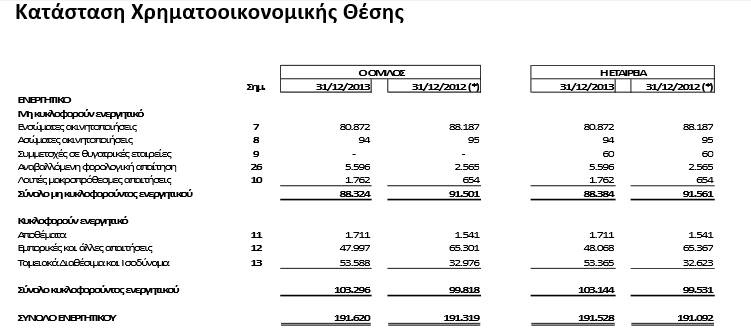 Κατάσταση Χρηματοοικονομικής Θέσης
Ο ΟΜΙΛΟΣ Η ΕΤΑΙΡΕΙΑ
Σημ. 31/12/2013 31/12/2012 (*) 31/12/2013 31/12/2012 (*)
ΕΝΕΡΓΗΤΙΚΟ
Μη κυκλοφορούν ενεργητικό
Ενσώματες ακινητοποιήσεις 7 80.872 88.187 80.872 88.187
Ασώματες ακινητοποιήσεις 8 94 95 94 95
Συμμετοχές σε θυγατρικές εταιρείες 9 - - 60 60
Αναβαλλόμενη φορολογική απαίτηση 26 5.596 2.565 5.596 2.565
Λοιπές μακροπρόθεσμες απαιτήσεις 10 1.762 654 1.762 654
Σύνολο μη κυκλοφορούντος ενεργητικού 88.324 91.501 88.384 91.561
Κυκλοφορούν ενεργητικό
Αποθέματα 11 1.711 1.541 1.711 1.541
Εμπορικές και άλλες απαιτήσεις 12 47.997 65.301 48.068 65.367
Ταμειακά Διαθέσιμα και Ισοδύναμα 13 53.588 32.976 53.365 32.623
Σύνολο κυκλοφορούντος ενεργητικού 103.296 99.818 103.144 99.531
ΣΥΝΟΛΟ ΕΝΕΡΓΗΤΙΚΟΥ 191.620 191.319 191.528 191.092